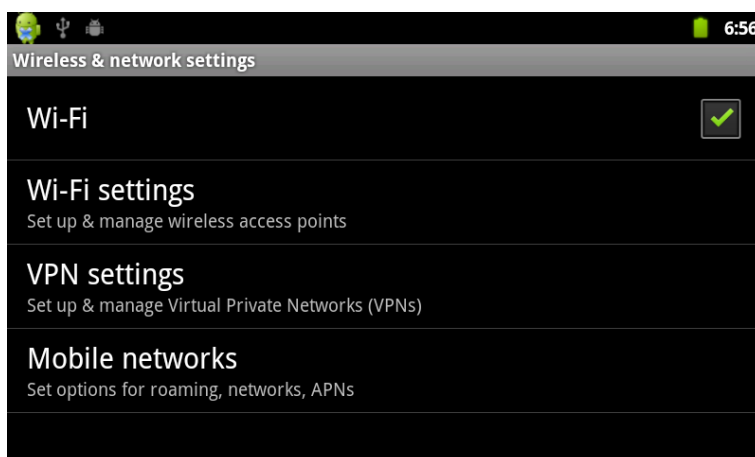 6:56
Wireless & network settings
Wi-Fi
Wi-Fi settings
Set up & manage wireless access points
VPN settings
Set up & manage Virtual Private Networks (VPNs)
Mobile networks
Set options for roaming, networks, APNs